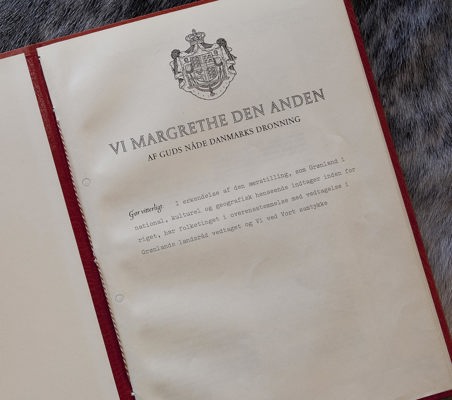 VI MARGRETHE DEN ANDEN
AF GUDS NÅDE DANMARKS DRONNING
Gør vitterligt: I erkendelse af den særstilling, som Grønland i
national, kulturel og geografisk henseende indtager inden for
riget, har folketinget i overensstemmelse med vedtagelse i
Grønlands landsråd vedtaget og Vi ved Vort samtykke